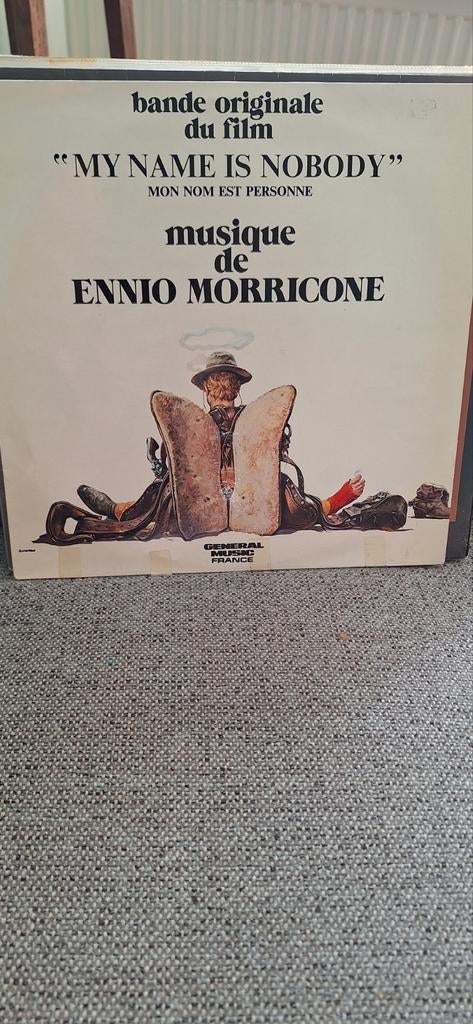 bande originale
du film
“MY NAME IS NOBODY”
MON NOM EST PERSONNE
musique
de
ENNIO MORRICONE
GENERAL
MUSIC
FRANCE